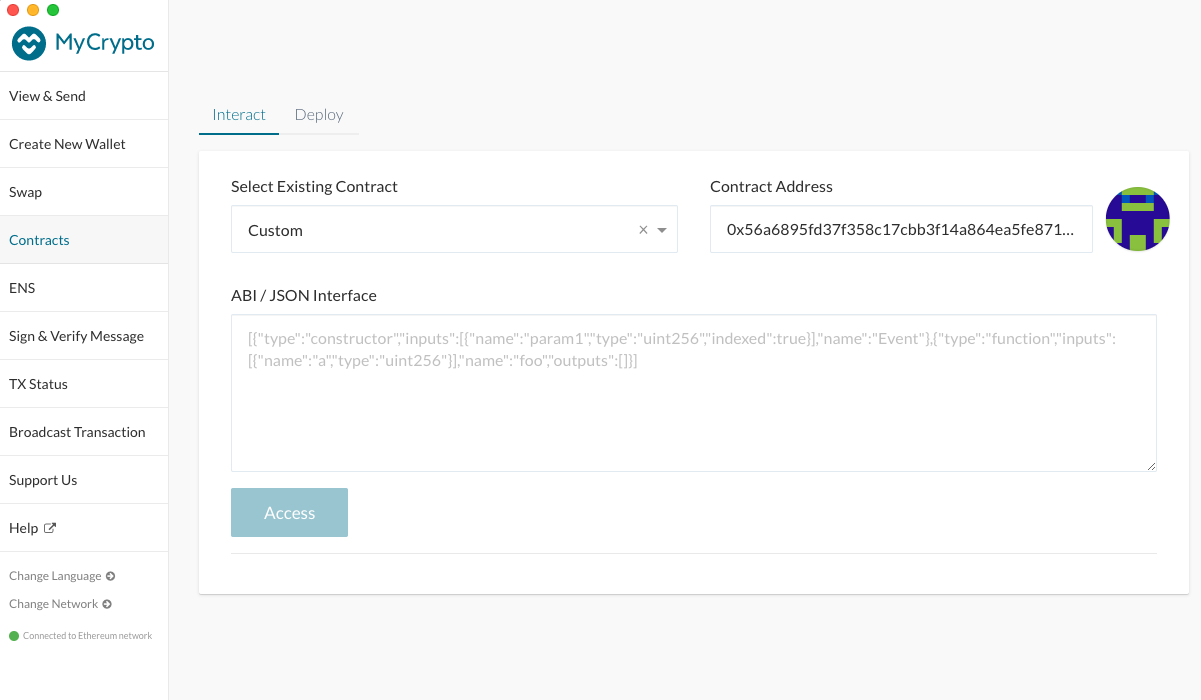 MyCrypto
View & Send
Create New Wallet
Swap
Contracts
ENS
Sign & Verify Message
TX Status
Broadcast Transaction
Support Us
Help
Change Language
Change Network
Connected to Ethereum network
Interact
Deploy
Select Existing Contract
Custom
Contract Address
0x56a6895fd37f358c17cbb3f14a864ea5fe871...
ABI / JSON Interface
[{"type":"constructor","inputs":[{"name":"param1","type":"uint256","indexed":true}],"name":"Event"},{"type":"function","inputs":
[{"name":"a","type":"uint256"}],"name":"foo","outputs":[]}]
Access